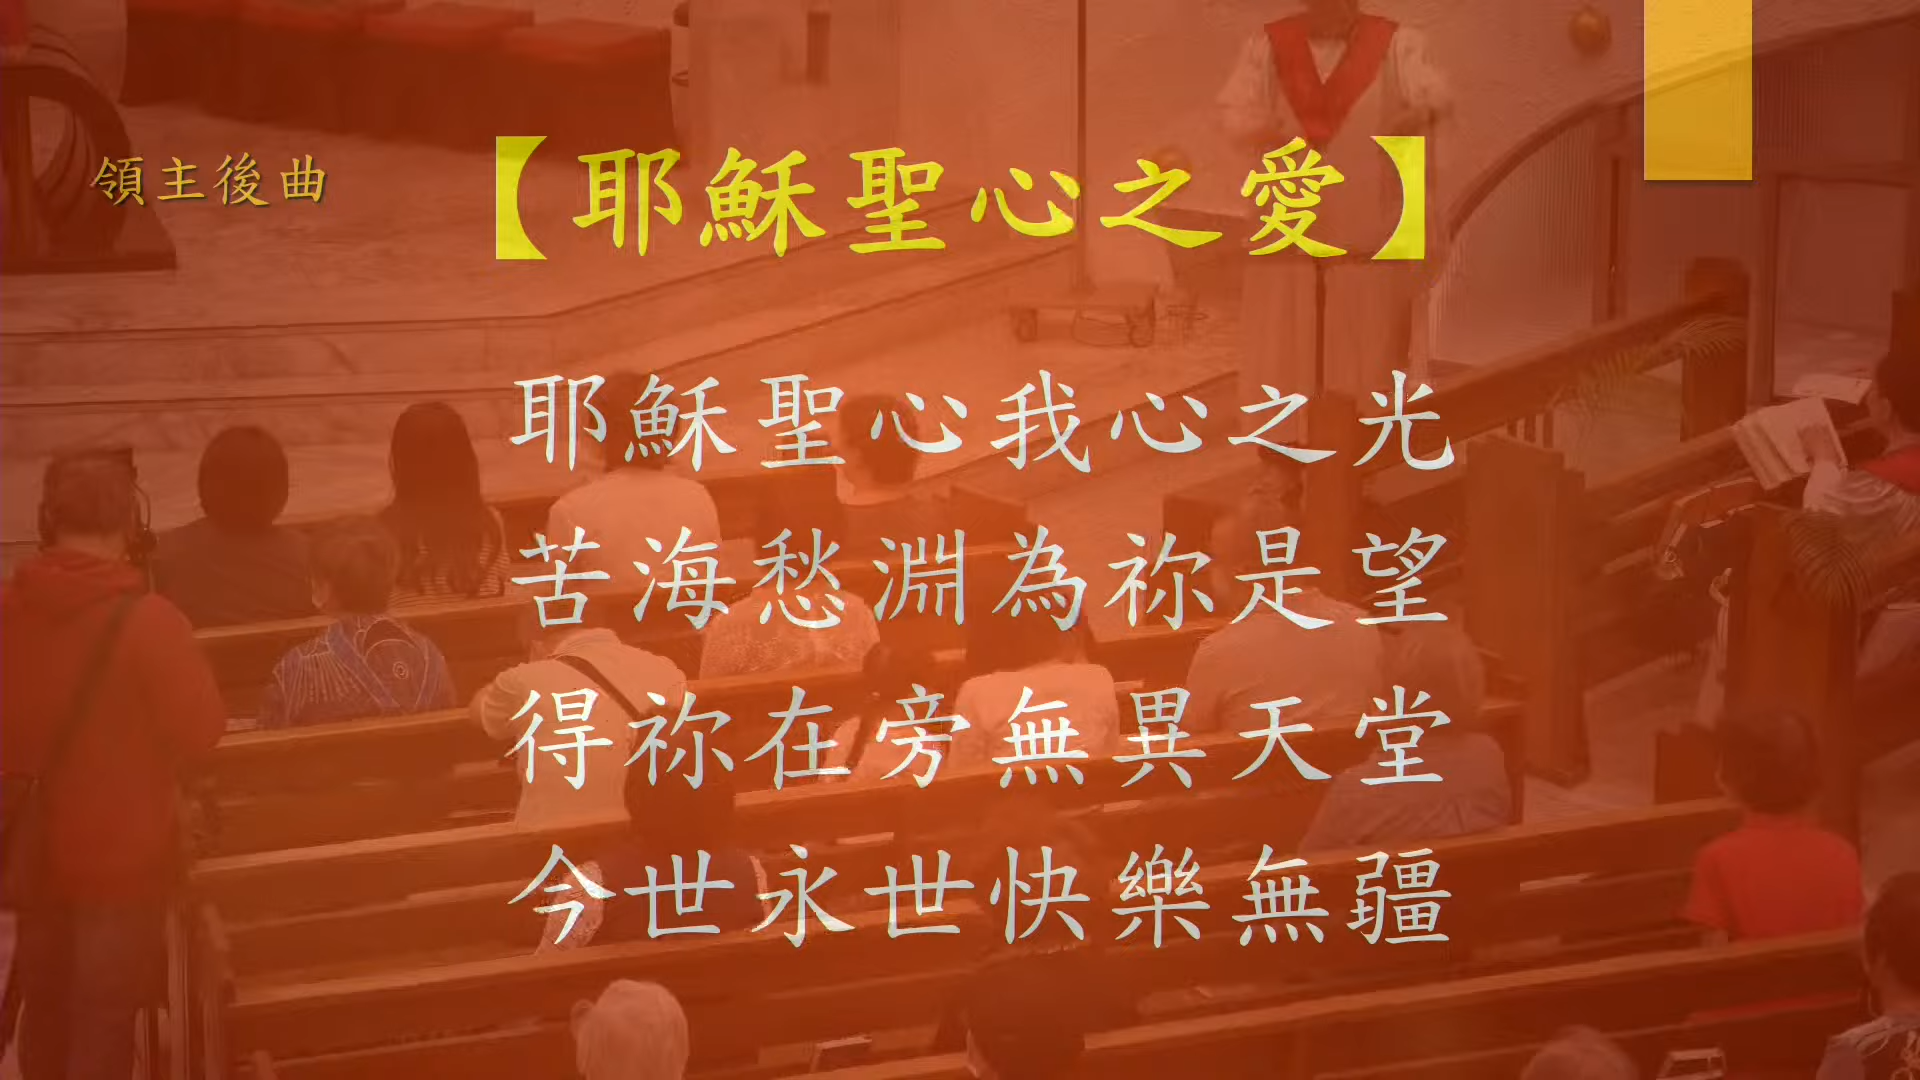 領主後曲
【耶穌聖心之愛】
耶穌聖心我心之光
苦海愁淵為祢是望
得祢在旁無異天堂
今世永世快樂無疆